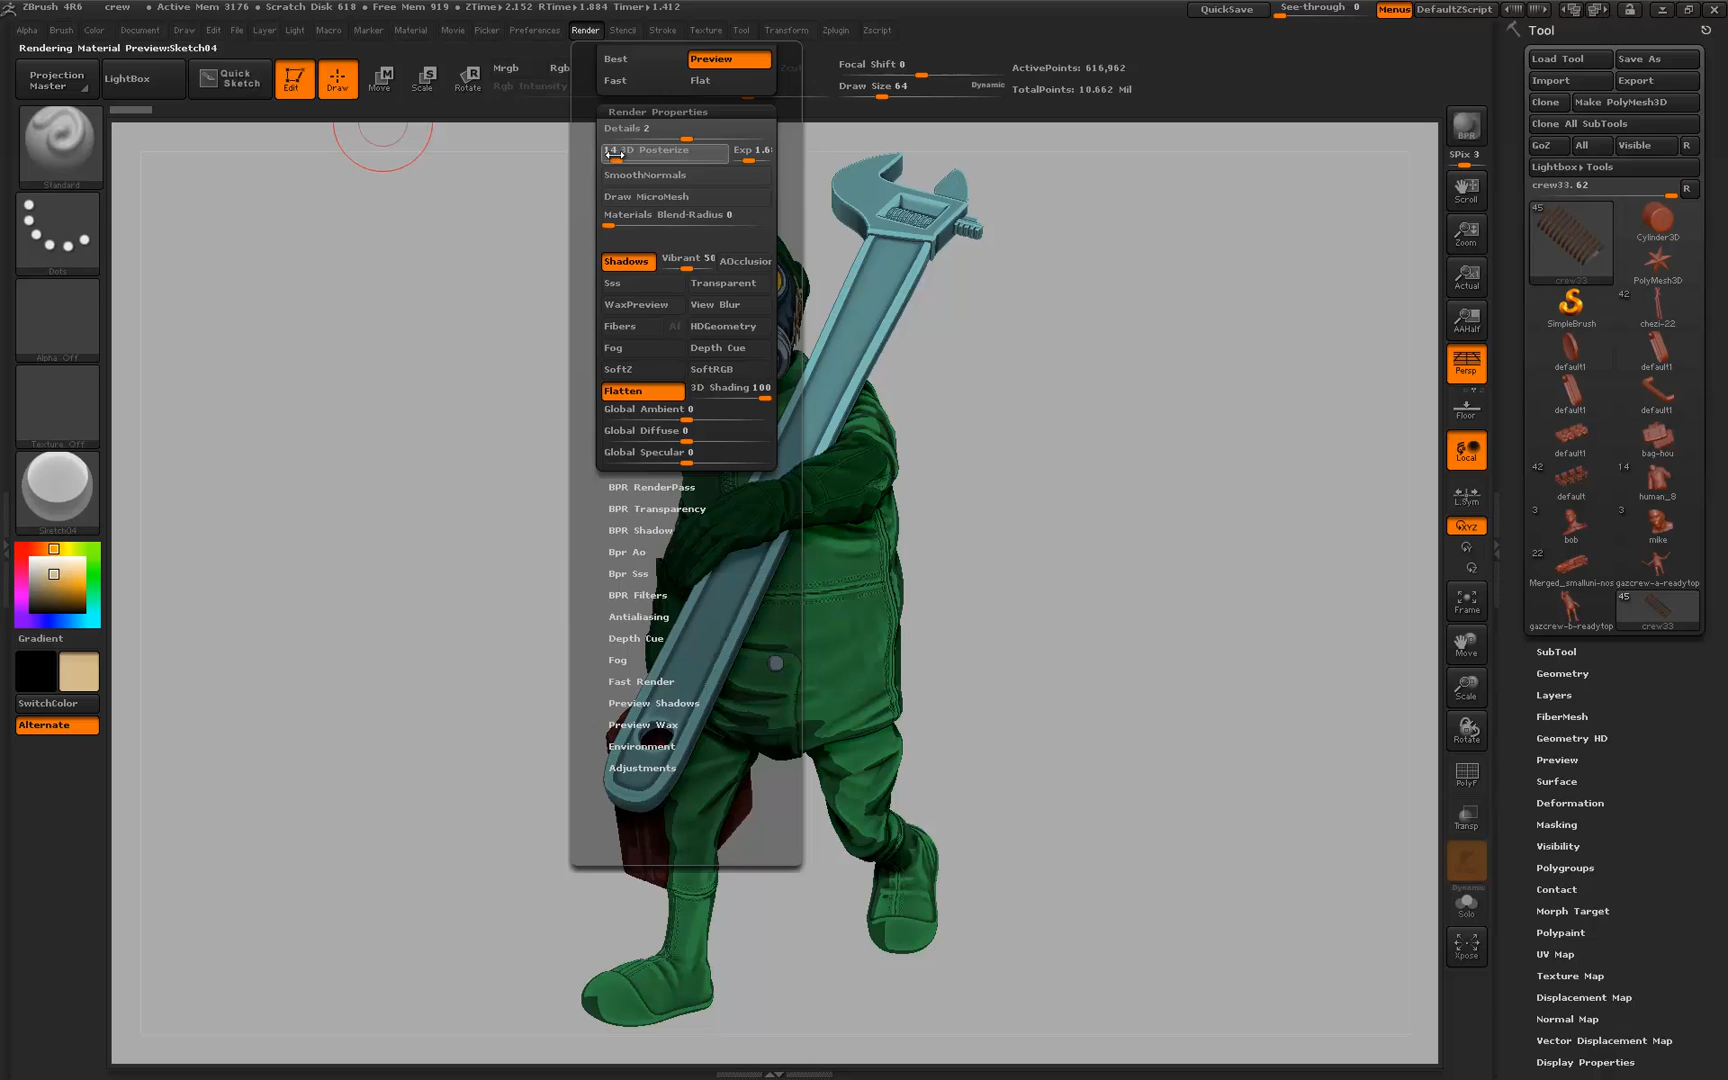 ZBrush 4R6 crew • Active Mem 3176 • Scratch Disk 618 • Free Mem 919 • ZTime▸2.152 RTime▸1.884 Timer▸1.412
QuickSave
See-through 0
Menus
DefaultZScript
Alpha Brush Color Document Draw Edit File Layer Light Macro Marker Material Movie Picker Preferences Render Stencil Stroke Texture Tool Transform Zplugin Zscript
Rendering Material Preview:Sketch04
Projection Master
LightBox
Quick Sketch
Edit
Draw
Move
Scale
Rotate
Mrgb
Rgb
Rgb Intensity
Focal Shift 0
Draw Size 64
Dynamic
ActivePoints: 616,962
TotalPoints: 10.662 Mil
Best
Preview
Fast
Flat
Render Properties
Details 2
14 3D Posterize
Exp 1.6
SmoothNormals
Draw MicroMesh
Materials Blend-Radius 0
Shadows
Vibrant 50
AOcclusion
Sss
Transparent
WaxPreview
View Blur
Fibers
HDGeometry
Fog
Depth Cue
SoftZ
SoftRGB
Flatten
3D Shading 100
Global Ambient 0
Global Diffuse 0
Global Specular 0
BPR RenderPass
BPR Transparency
BPR Shadow
Bpr Ao
Bpr Sss
BPR Filters
Antialiasing
Depth Cue
Fog
Fast Render
Preview Shadows
Preview Wax
Environment
Adjustments
Standard
Dots
Alpha Off
Texture Off
Sketch04
Gradient
SwitchColor
Alternate
BPR
SPix 3
Scroll
Zoom
Actual
AAHalf
Persp
Floor
Local
L.Sym
XYZ
Frame
Move
Scale
Rotate
PolyF
Transp
Dynamic
Solo
Xpose
Tool
Load Tool
Save As
Import
Export
Clone
Make PolyMesh3D
Clone All SubTools
GoZ
All
Visible
R
Lightbox▸Tools
crew33. 62
R
45
crew33
Cylinder3D
PolyMesh3D
SimpleBrush
42
chezi-22
default1
default1
default1
default1
default1
bag-hou
42
default
14
human_8
3
bob
3
mike
22
Merged_smalluni-nos
gazcrew-a-readytop
gazcrew-b-readytop
45
crew33
SubTool
Geometry
Layers
FiberMesh
Geometry HD
Preview
Surface
Deformation
Masking
Visibility
Polygroups
Contact
Morph Target
Polypaint
UV Map
Texture Map
Displacement Map
Normal Map
Vector Displacement Map
Display Properties